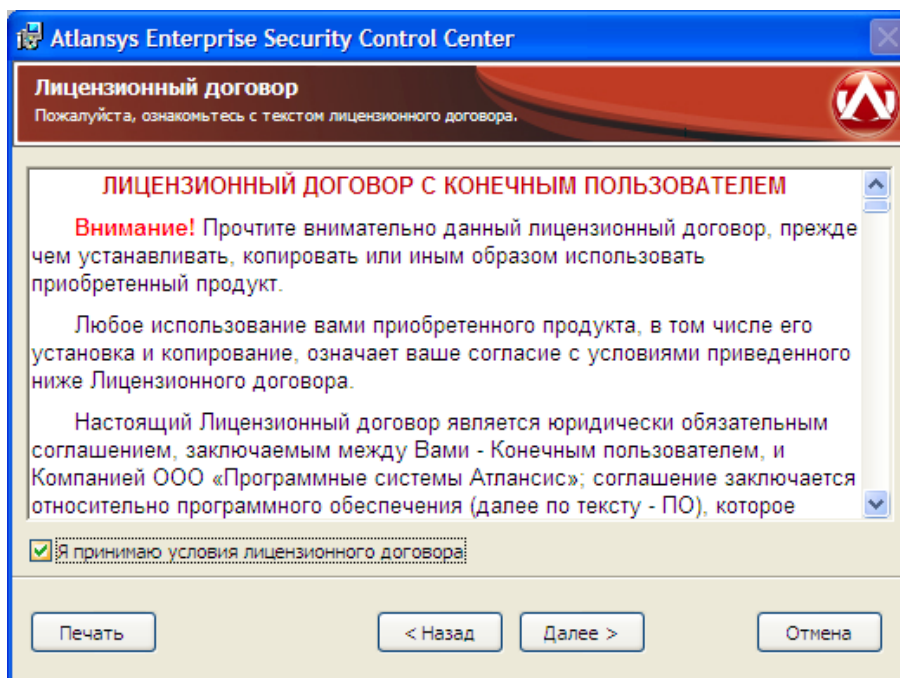 Atlansys Enterprise Security Control Center
Лицензионный договор
Пожалуйста, ознакомьтесь с текстом лицензионного договора.
ЛИЦЕНЗИОННЫЙ ДОГОВОР С КОНЕЧНЫМ ПОЛЬЗОВАТЕЛЕМ
Внимание! Прочтите внимательно данный лицензионный договор, прежде
чем устанавливать, копировать или иным образом использовать
приобретенный продукт.
Любое использование вами приобретенного продукта, в том числе его
установка и копирование, означает ваше согласие с условиями приведенного
ниже Лицензионного договора.
Настоящий Лицензионный договор является юридически обязательным
соглашением, заключаемым между Вами - Конечным пользователем, и
Компанией ООО «Программные системы Атлансис»; соглашение заключается
относительно программного обеспечения (далее по тексту - ПО), которое
Я принимаю условия лицензионного договора
Печать
< Назад
Далее >
Отмена